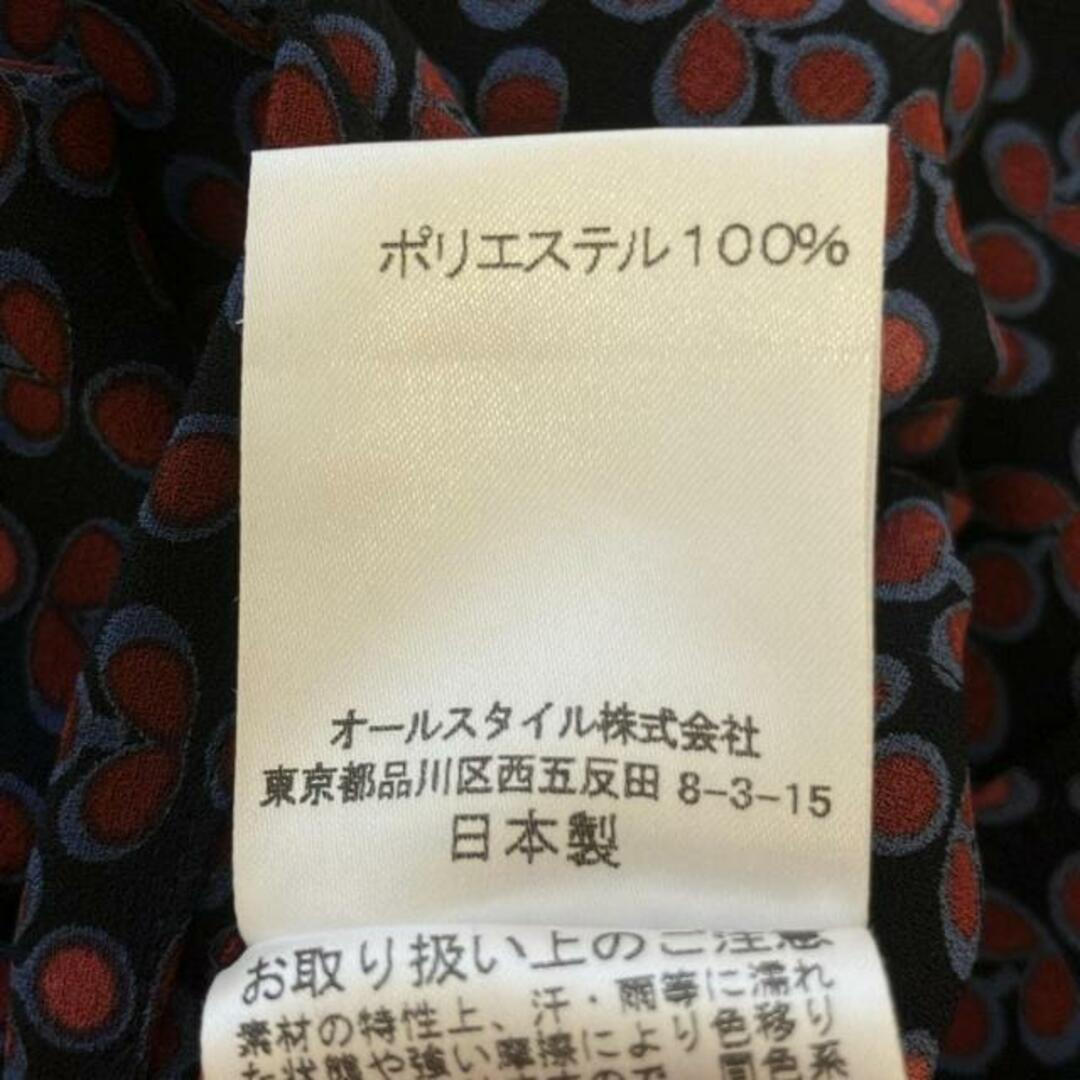 ポリエステル100%
オールスタイル株式会社
東京都品川区西五反田 8-3-15
日本製
お取り扱い上のご注意
素材の特性上、汗・雨等に濡れ
た状態や強い摩擦により色移り